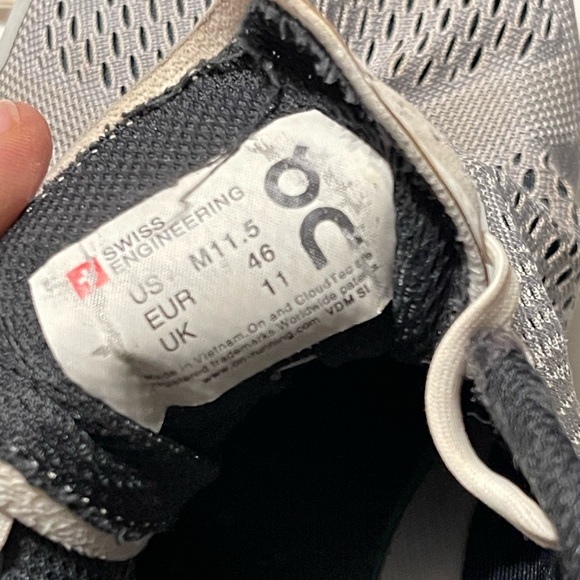 SWISS
ENGINEERING
on
US M11.5
EUR 46
UK 11
Made in Vietnam.On and CloudTec are
registered trademarks Worldwide
www.on-running.com VDM SI